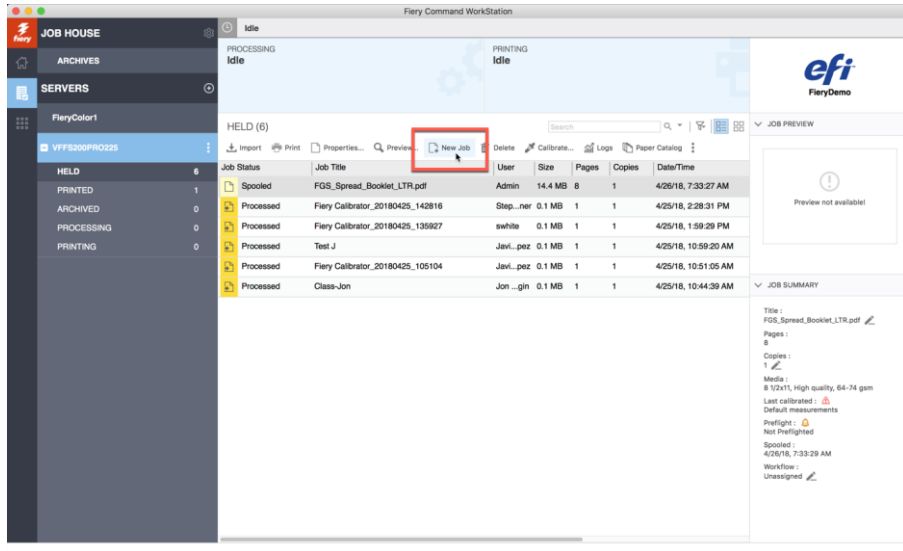 Fiery Command WorkStation
fiery
JOB HOUSE
ARCHIVES
SERVERS
FieryColor1
VFFS200PRO225
HELD 6
PRINTED 1
ARCHIVED 0
PROCESSING 0
PRINTING 0
Idle
PROCESSING
Idle
PRINTING
Idle
efi
FieryDemo
HELD (6)
Search
Import Print Properties... Preview... New Job Delete Calibrate... Logs Paper Catalog
Job Status Job Title User Size Pages Copies Date/Time
Spooled FGS_Spread_Booklet_LTR.pdf Admin 14.4 MB 8 1 4/26/18, 7:33:27 AM
Processed Fiery Calibrator_20180425_142816 Step...ner 0.1 MB 1 1 4/25/18, 2:28:31 PM
Processed Fiery Calibrator_20180425_135927 swhite 0.1 MB 1 1 4/25/18, 1:59:29 PM
Processed Test J Javi...pez 0.1 MB 1 1 4/25/18, 10:59:20 AM
Processed Fiery Calibrator_20180425_105104 Javi...pez 0.1 MB 1 1 4/25/18, 10:51:05 AM
Processed Class-Jon Jon ...gin 0.1 MB 1 1 4/25/18, 10:44:39 AM
JOB PREVIEW
Preview not available!
JOB SUMMARY
Title :
FGS_Spread_Booklet_LTR.pdf
Pages :
8
Copies :
1
Media :
8 1/2x11, High quality, 64-74 gsm
Last calibrated :
Default measurements
Preflight :
Not Preflighted
Spooled :
4/26/18, 7:33:29 AM
Workflow :
Unassigned